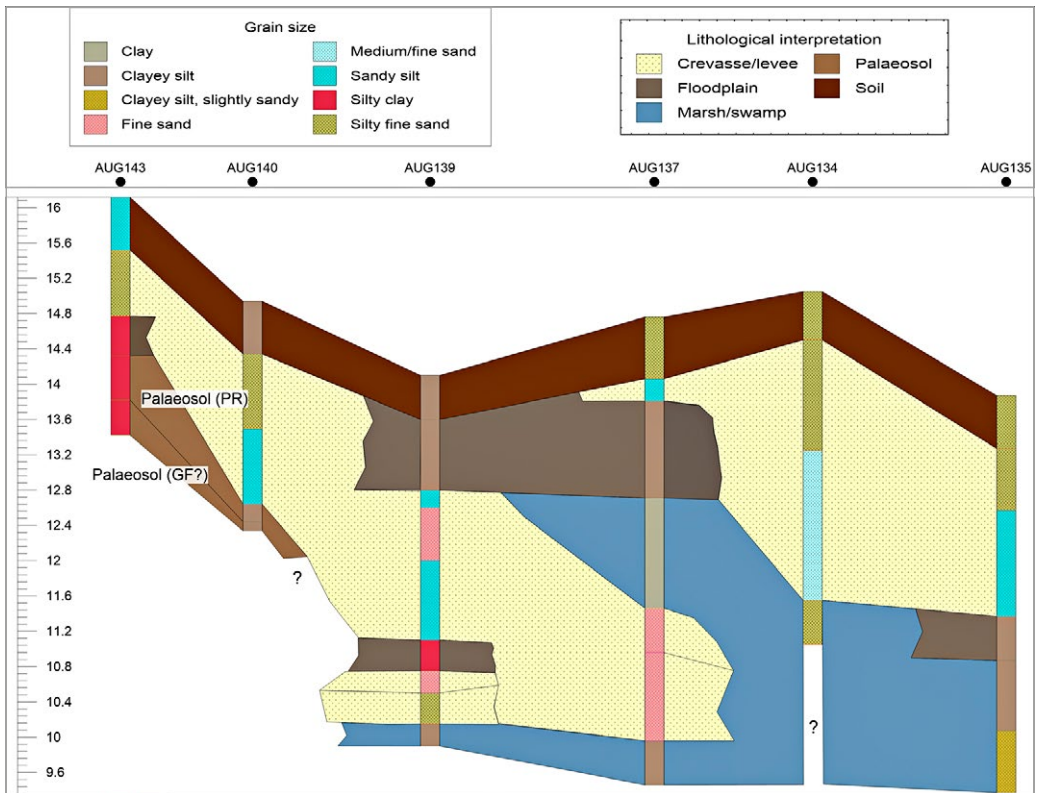 Grain size
Clay
Clayey silt
Clayey silt, slightly sandy
Fine sand
Medium/fine sand
Sandy silt
Silty clay
Silty fine sand
Lithological interpretation
Crevasse/levee
Floodplain
Marsh/swamp
Palaeosol
Soil
AUG143 AUG140 AUG139 AUG137 AUG134 AUG135
16
15.6
15.2
14.8
14.4
14
13.6
13.2
12.8
12.4
12
11.6
11.2
10.8
10.4
10
9.6
Palaeosol (PR)
Palaeosol (GF?)
?
?